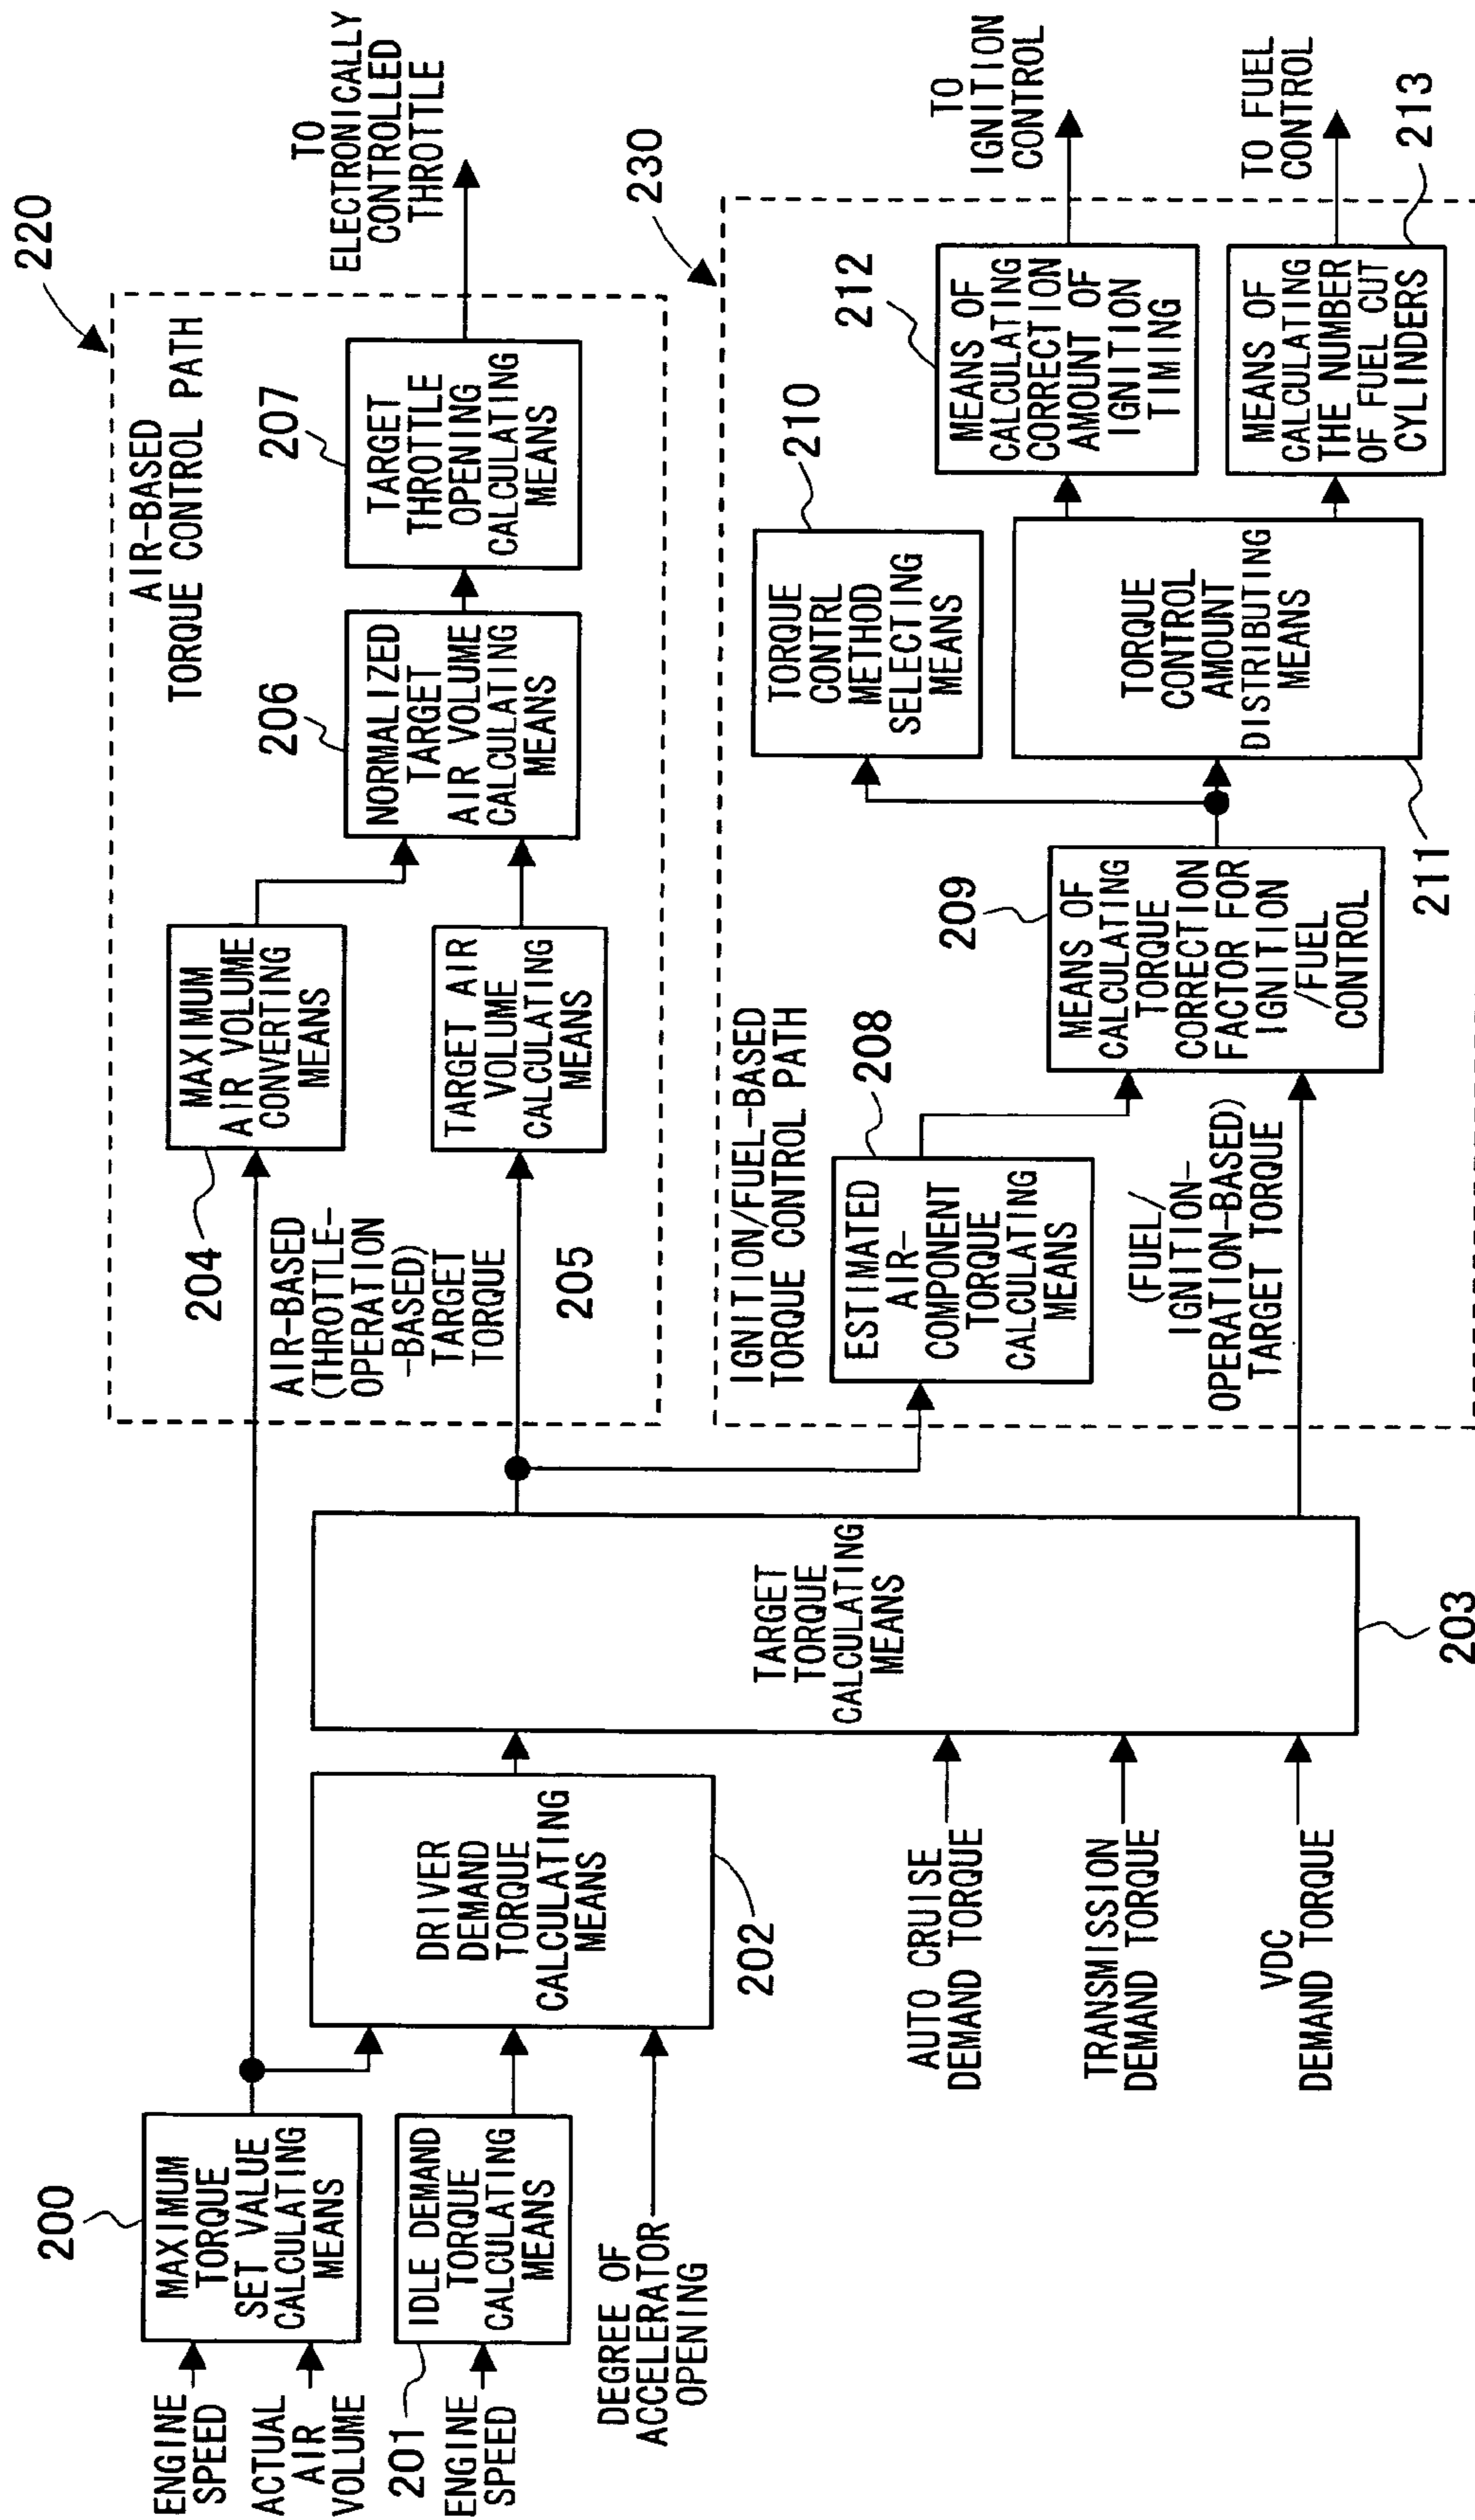 220
AIR-BASED
TORQUE CONTROL PATH
TO
ELECTRONICALLY
CONTROLLED
THROTTLE
200
MAXIMUM
TORQUE
SET VALUE
CALCULATING
MEANS
ENGINE
SPEED
ACTUAL
AIR
VOLUME
201
IDLE DEMAND
TORQUE
CALCULATING
MEANS
ENGINE
SPEED
DEGREE OF
ACCELERATOR
OPENING
DRIVER
DEMAND
TORQUE
CALCULATING
MEANS
202
AUTO CRUISE
DEMAND TORQUE
TRANSMISSION
DEMAND TORQUE
VDC
DEMAND TORQUE
TARGET
TORQUE
CALCULATING
MEANS
203
MAXIMUM
AIR VOLUME
CONVERTING
MEANS
204
AIR-BASED
(THROTTLE-
OPERATION
-BASED)
TARGET
TORQUE
TARGET AIR
VOLUME
CALCULATING
MEANS
205
206
NORMALIZED
TARGET
AIR VOLUME
CALCULATING
MEANS
207
TARGET
THROTTLE
OPENING
CALCULATING
MEANS
230
IGNITION/FUEL-BASED
TORQUE CONTROL PATH
208
ESTIMATED
AIR-
COMPONENT
TORQUE
CALCULATING
MEANS
(FUEL/
IGNITION-
OPERATION-BASED)
TARGET TORQUE
209
MEANS OF
CALCULATING
TORQUE
CORRECTION
FACTOR FOR
IGNITION
/FUEL
CONTROL
210
TORQUE
CONTRL
METHOD
SELECTING
MEANS
TORQUE
CONTROL
AMOUNT
DISTRIBUTING
MEANS
211
212
MEANS OF
CALCULATING
CORRECTION
AMOUNT OF
IGNITION
TIMING
TO
IGNITION
CONTROL
MEANS OF
CALCULATING
THE NUMBER
OF FUEL CUT
CYLINDERS
213
TO FUEL
CONTROL